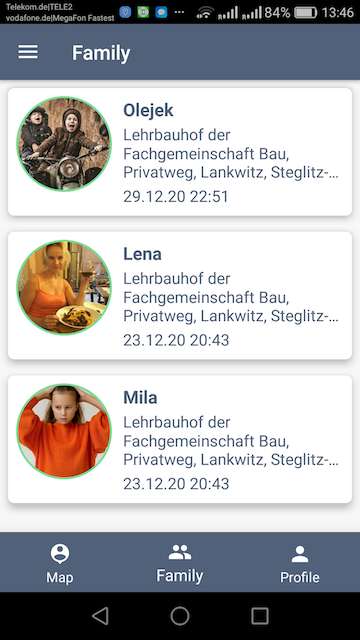 Telekom.de|TELE2
vodafone.de|MegaFon Fastest
84% 13:46
Family
Olejek
Lehrbauhof der
Fachgemeinschaft Bau,
Privatweg, Lankwitz, Steglitz-...
29.12.20 22:51
Lena
Lehrbauhof der
Fachgemeinschaft Bau,
Privatweg, Lankwitz, Steglitz-...
23.12.20 20:43
Mila
Lehrbauhof der
Fachgemeinschaft Bau,
Privatweg, Lankwitz, Steglitz-...
23.12.20 20:43
Map
Family
Profile